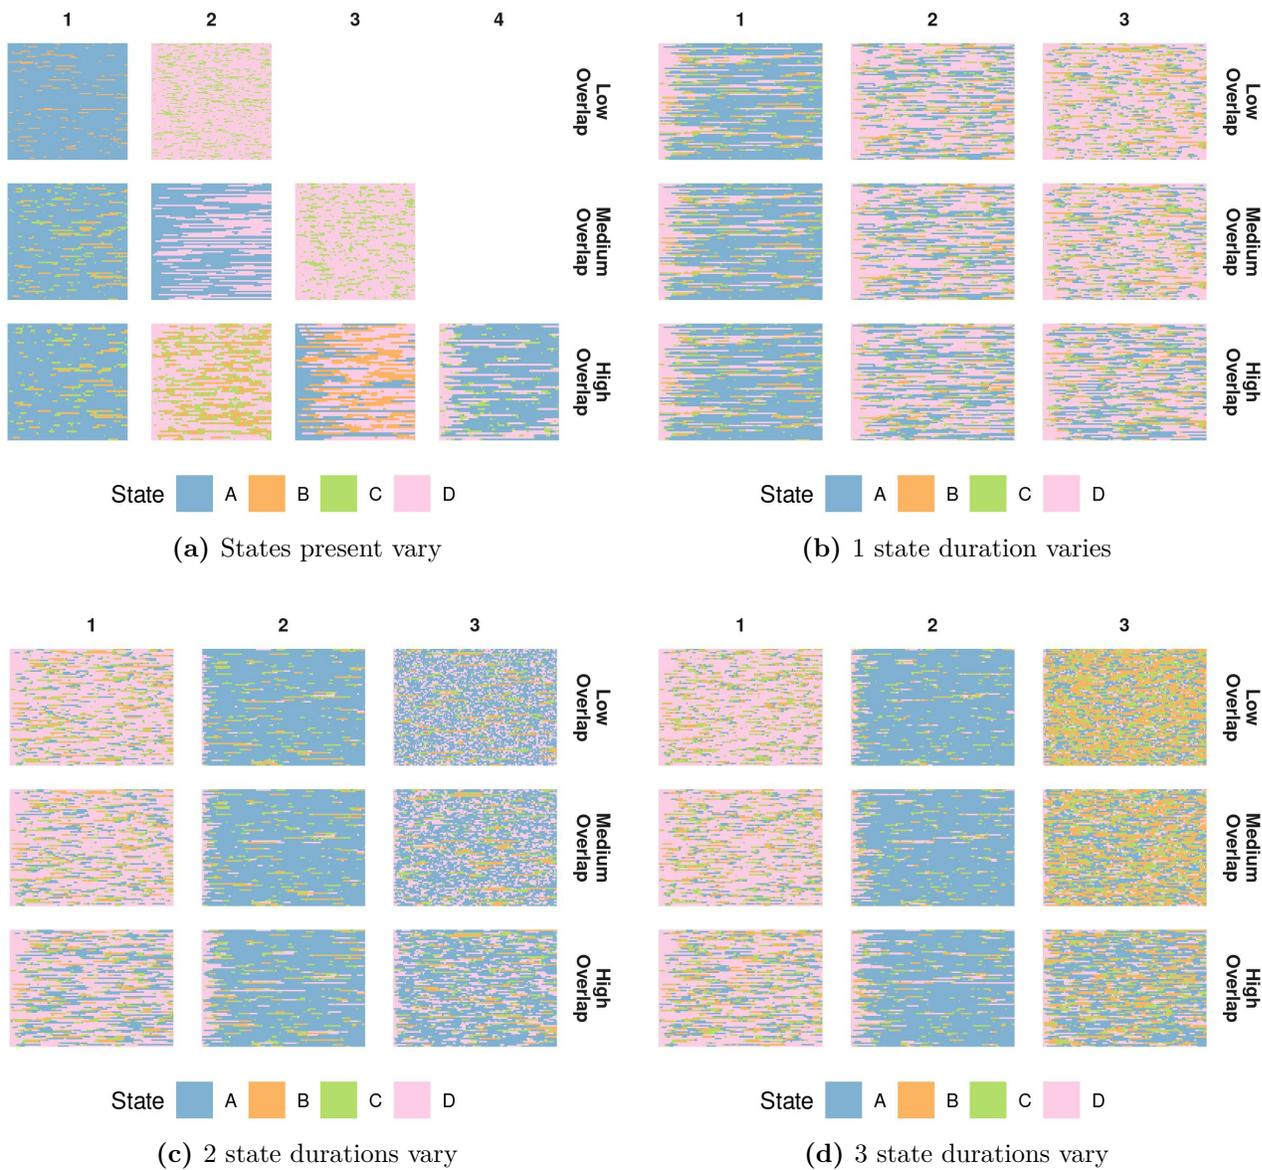 1 2 3 4
Low
Overlap
Medium
Overlap
High
Overlap
State A B C D
(a) States present vary
1 2 3
Low
Overlap
Medium
Overlap
High
Overlap
State A B C D
(b) 1 state duration varies
1 2 3
Low
Overlap
Medium
Overlap
High
Overlap
State A B C D
(c) 2 state durations vary
1 2 3
Low
Overlap
Medium
Overlap
High
Overlap
State A B C D
(d) 3 state durations vary